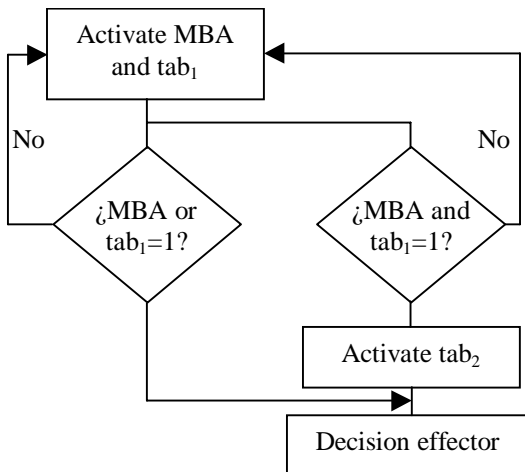 Activate MBA
and tab₁
No
No
¿MBA or
tab₁=1?
¿MBA and
tab₁=1?
Activate tab₂
Decision effector